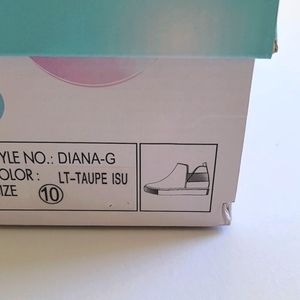 YLE NO.: DIANA-G
OLOR : LT-TAUPE ISU
IZE 10